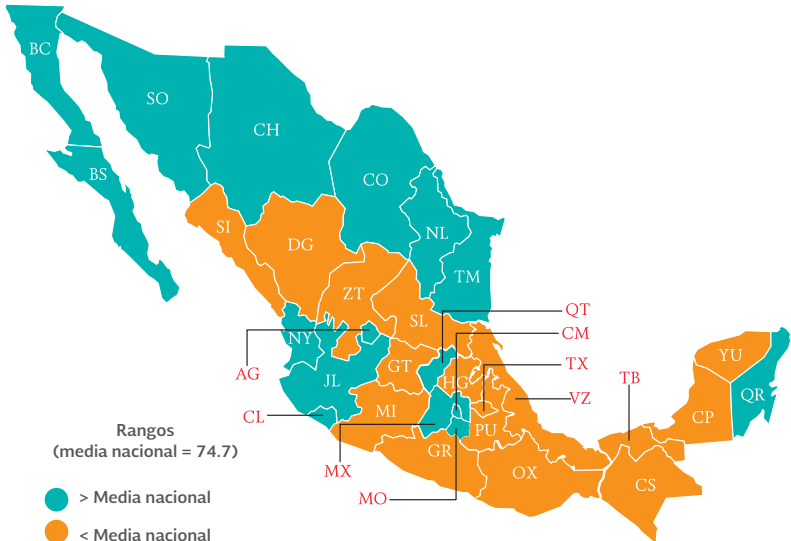 BC
SO
CH
CO
BS
NL
SI
DG
TM
ZT
SL
QT
CM
NY
GT
HG
TX
YU
AG
JL
TB
QR
VZ
CL
MI
PU
CP
Rangos
(media nacional = 74.7)
GR
OX
CS
MX
MO
> Media nacional
< Media nacional